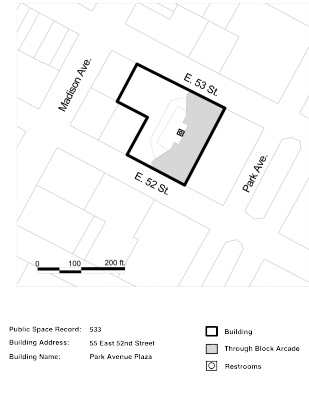 E. 53 St.
Madison Ave.
Park Ave.
E. 52 St.
0 100 200 ft.
Public Space Record: 533
Building Address: 55 East 52nd Street
Building Name: Park Avenue Plaza
Building
Through Block Arcade
Restrooms